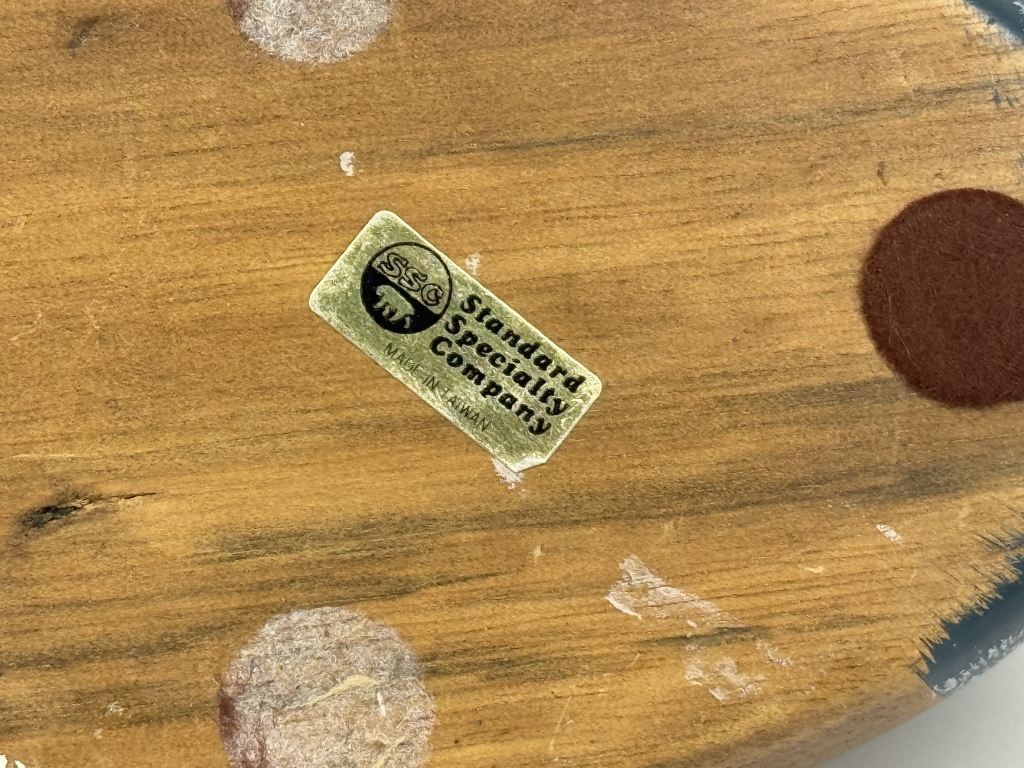 SSC
Standard
Specialty
Company
MADE IN TAIWAN